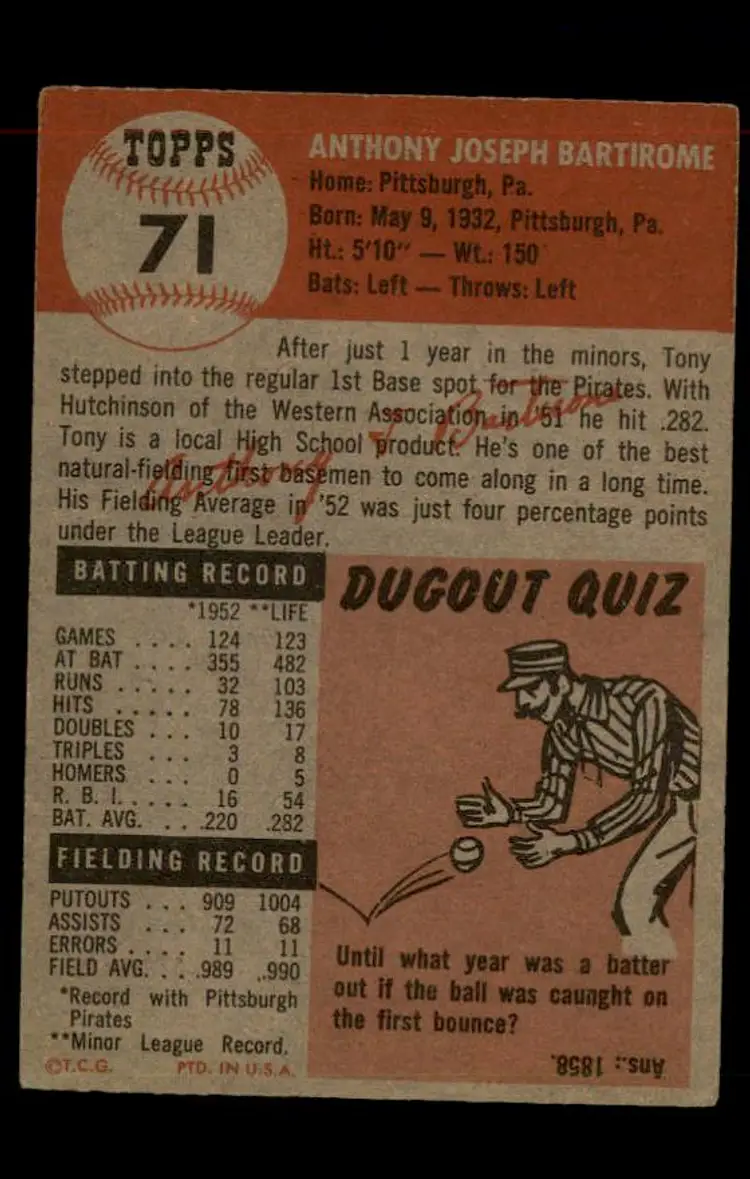 TOPPS
71
ANTHONY JOSEPH BARTIROME
Home: Pittsburgh, Pa.
Born: May 9, 1932, Pittsburgh, Pa.
Ht.: 5'10" — Wt.: 150
Bats: Left — Throws: Left
After just 1 year in the minors, Tony
stepped into the regular 1st Base spot for the Pirates. With
Hutchinson of the Western Association in '51 he hit .282.
Tony is a local High School product. He's one of the best
natural-fielding first basemen to come along in a long time.
His Fielding Average in '52 was just four percentage points
under the League Leader.
Anthony J Bartirome
BATTING RECORD
*1952 **LIFE
GAMES . . . . 124 123
AT BAT . . . . 355 482
RUNS . . . . . 32 103
HITS . . . . . 78 136
DOUBLES . . . 10 17
TRIPLES . . . 3 8
HOMERS . . . 0 5
R. B. I. . . . . 16 54
BAT. AVG. . . .220 .282
FIELDING RECORD
PUTOUTS . . . 909 1004
ASSISTS . . . 72 68
ERRORS . . . . 11 11
FIELD AVG. . . .989 .990
*Record with Pittsburgh
Pirates
**Minor League Record.
©T.C.G. PTD. IN U.S.A.
DUGOUT QUIZ
Until what year was a batter
out if the ball was caunght on
the first bounce?
Ans.: 1858.